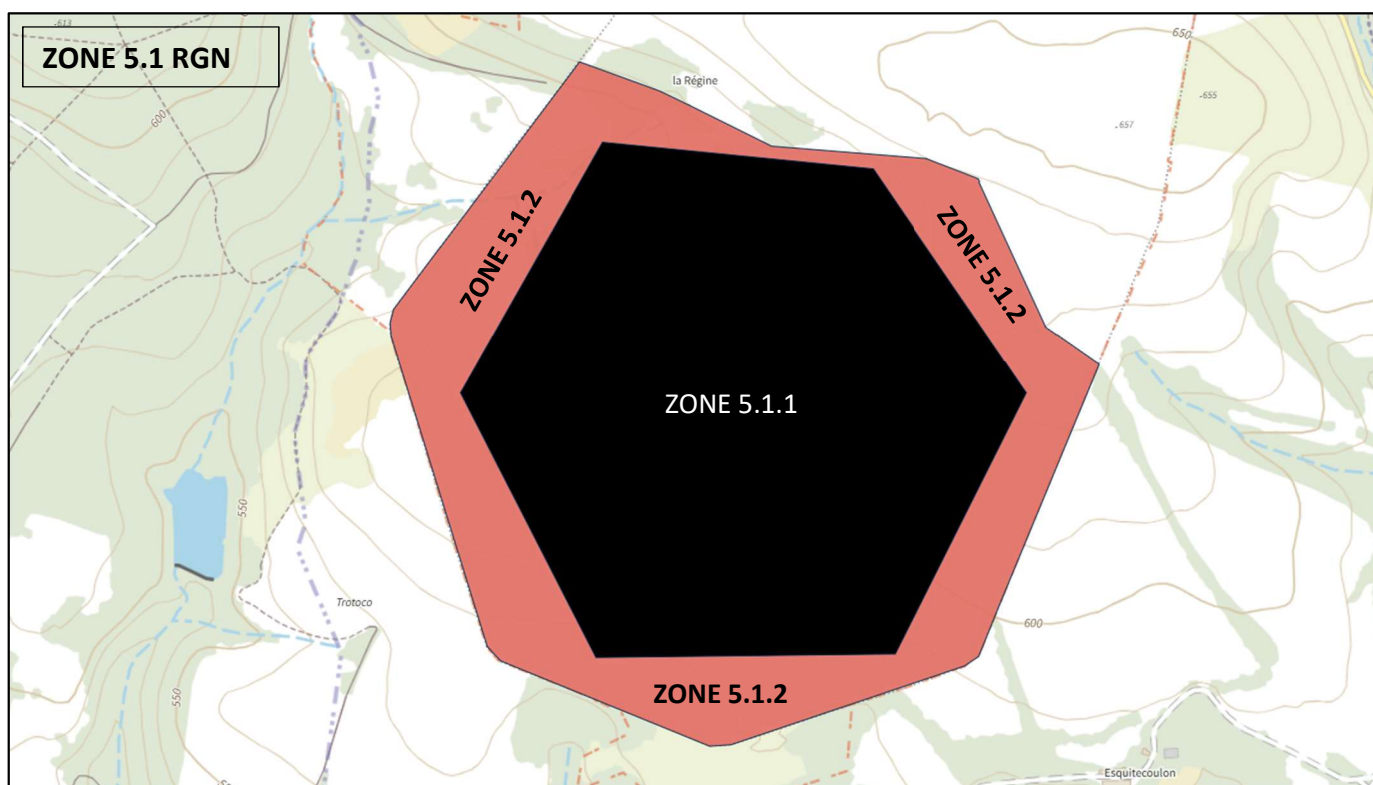 613
ZONE 5.1 RGN
650
la Régine
655
657
600
ZONE 5.1.2
ZONE 5.1.2
ZONE 5.1.1
550
Trotoco
600
ZONE 5.1.2
550
Esquitecoulon